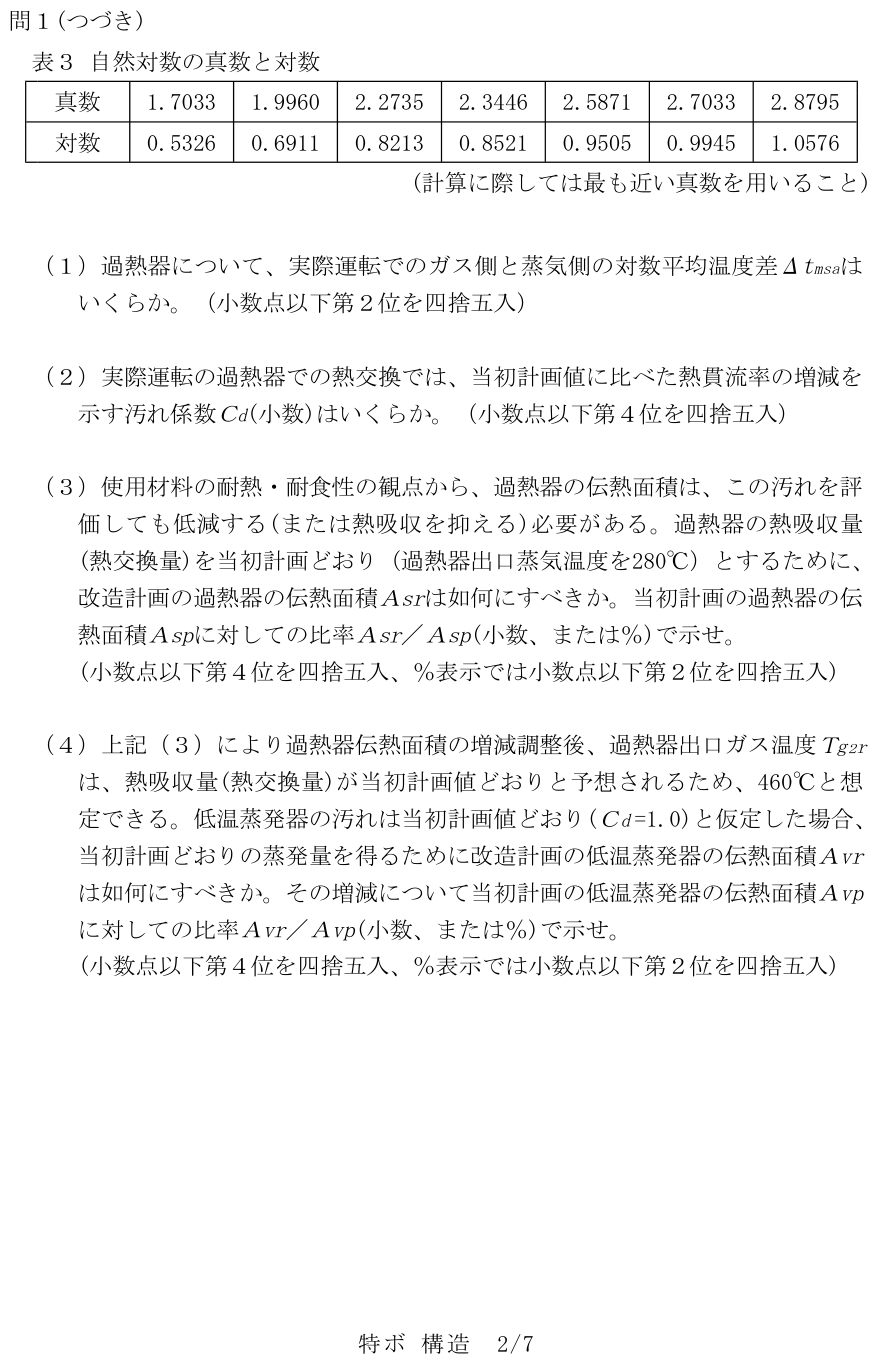 問１(つづき)
表３ 自然対数の真数と対数
真数 1.7033 1.9960 2.2735 2.3446 2.5871 2.7033 2.8795
対数 0.5326 0.6911 0.8213 0.8521 0.9505 0.9945 1.0576
(計算に際しては最も近い真数を用いること)
（１）過熱器について、実際運転でのガス側と蒸気側の対数平均温度差Δtmsaは
いくらか。（小数点以下第２位を四捨五入）
（２）実際運転の過熱器での熱交換では、当初計画値に比べた熱貫流率の増減を
示す汚れ係数Cd(小数)はいくらか。（小数点以下第４位を四捨五入）
（３）使用材料の耐熱・耐食性の観点から、過熱器の伝熱面積は、この汚れを評
価しても低減する(または熱吸収を抑える)必要がある。過熱器の熱吸収量
(熱交換量)を当初計画どおり（過熱器出口蒸気温度を280℃）とするために、
改造計画の過熱器の伝熱面積Asrは如何にすべきか。当初計画の過熱器の伝
熱面積Aspに対しての比率Asr／Asp(小数、または%)で示せ。
(小数点以下第４位を四捨五入、%表示では小数点以下第２位を四捨五入)
（４）上記（３）により過熱器伝熱面積の増減調整後、過熱器出口ガス温度Tg2r
は、熱吸収量(熱交換量)が当初計画値どおりと予想されるため、460℃と想
定できる。低温蒸発器の汚れは当初計画値どおり(Cd=1.0)と仮定した場合、
当初計画どおりの蒸発量を得るために改造計画の低温蒸発器の伝熱面積Avr
は如何にすべきか。その増減について当初計画の低温蒸発器の伝熱面積Avp
に対しての比率Avr／Avp(小数、または%)で示せ。
(小数点以下第４位を四捨五入、%表示では小数点以下第２位を四捨五入)
特ボ 構造 2/7